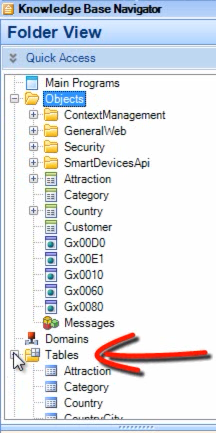 Knowledge Base Navigator
Folder View
Quick Access
Main Programs
Objects
ContextManagement
GeneralWeb
Security
SmartDevicesApi
Attraction
Category
Country
Customer
Gx00D0
Gx00E1
Gx0010
Gx0060
Gx0080
Messages
Domains
Tables
Attraction
Category
Country
CountryCity